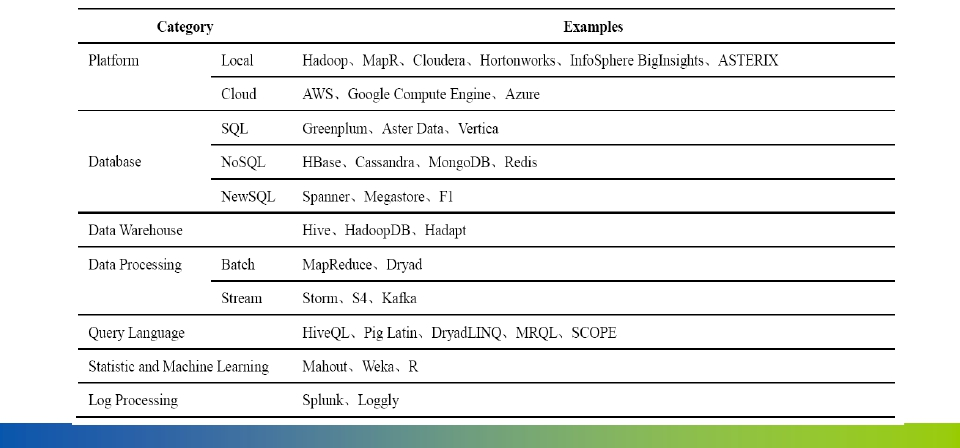 Category Examples
Platform Local Hadoop、MapR、Cloudera、Hortonworks、InfoSphere BigInsights、ASTERIX
Cloud AWS、Google Compute Engine、Azure
SQL Greenplum、Aster Data、Vertica
Database NoSQL HBase、Cassandra、MongoDB、Redis
NewSQL Spanner、Megastore、F1
Data Warehouse Hive、HadoopDB、Hadapt
Data Processing Batch MapReduce、Dryad
Stream Storm、S4、Kafka
Query Language HiveQL、Pig Latin、DryadLINQ、MRQL、SCOPE
Statistic and Machine Learning Mahout、Weka、R
Log Processing Splunk、Loggly